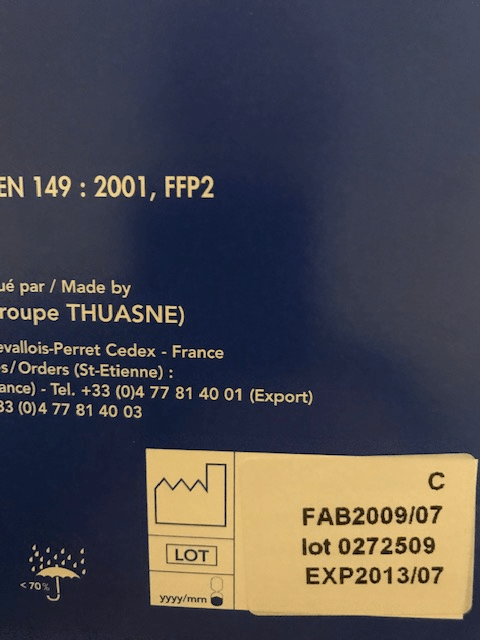 EN 149 : 2001, FFP2
ué par / Made by
roupe THUASNE)
evallois-Perret Cedex - France
es/Orders (St-Etienne) :
ance) - Tel. +33 (0)4 77 81 40 01 (Export)
33 (0)4 77 81 40 03
C
FAB2009/07
LOT
lot 0272509
EXP2013/07
< 70%
yyyy/mm